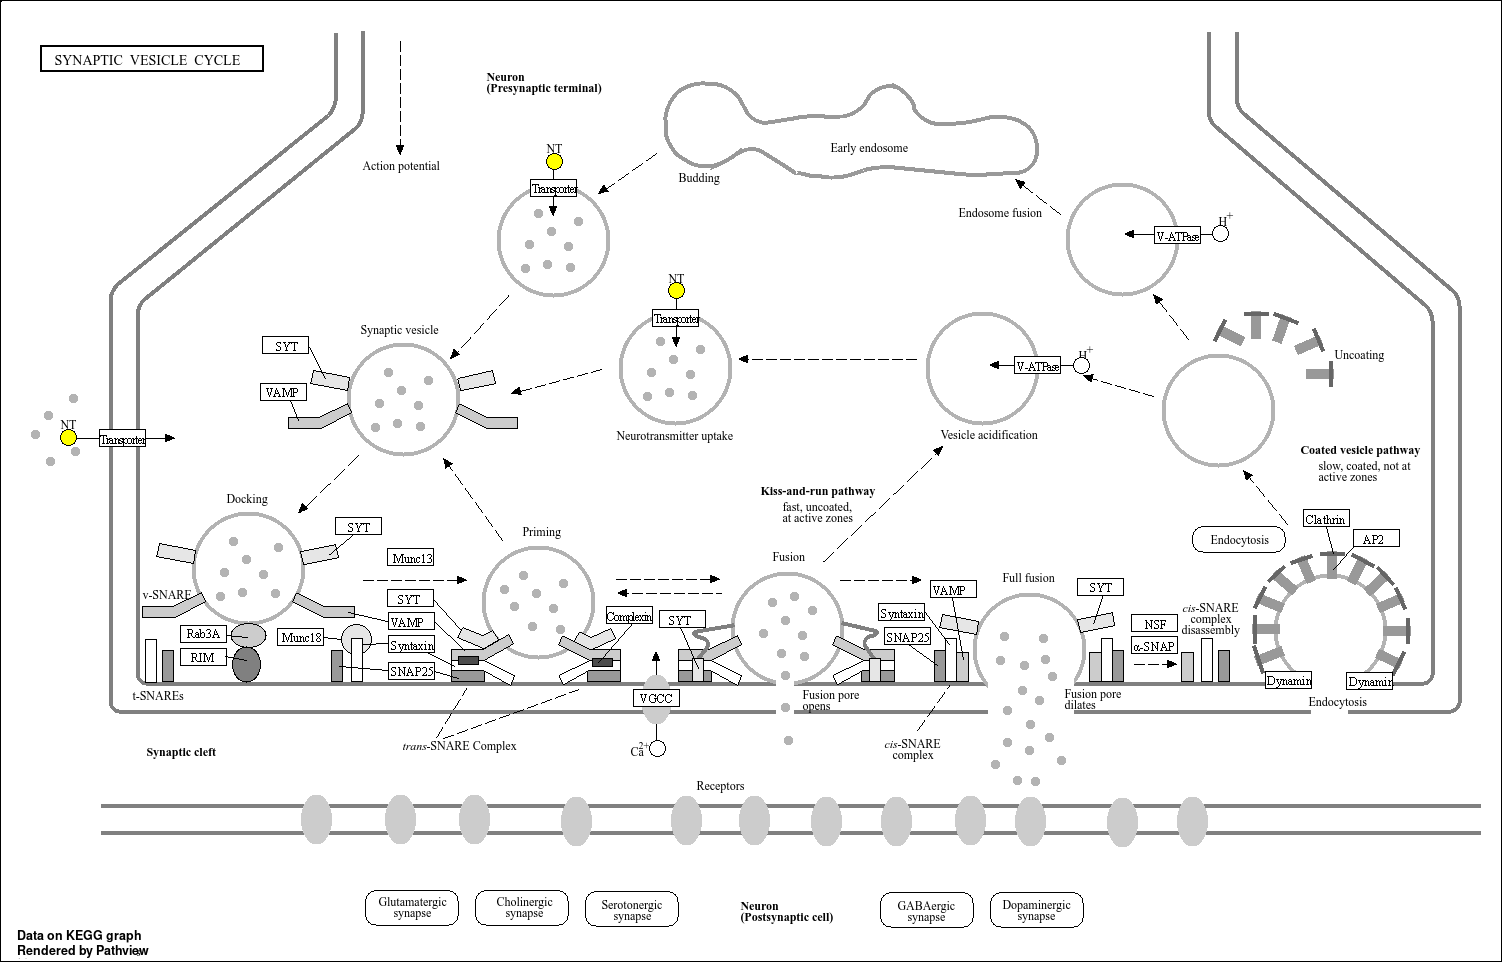 SYNAPTIC VESICLE CYCLE
Neuron
(Presynaptic terminal)
Action potential
NT
Transporter
Budding
Early endosome
Endosome fusion
V-ATPase
H+
NT
Transporter
Synaptic vesicle
SYT
VAMP
Neurotransmitter uptake
V-ATPase
H+
Vesicle acidification
Uncoating
NT
Transporter
Coated vesicle pathway
slow, coated, not at
active zones
Kiss-and-run pathway
fast, uncoated,
at active zones
Docking
SYT
v-SNARE
Rab3A
RIM
Munc18
t-SNAREs
Munc13
SYT
VAMP
Syntaxin
SNAP25
Priming
Complexin
SYT
VGCC
Ca2+
trans-SNARE Complex
Fusion
Fusion pore
opens
VAMP
Syntaxin
SNAP25
cis-SNARE
complex
Full fusion
SYT
Fusion pore
dilates
NSF
α-SNAP
cis-SNARE
complex
disassembly
Endocytosis
Clathrin
AP2
Dynamin
Dynamin
Endocytosis
Synaptic cleft
Receptors
Glutamatergic
synapse
Cholinergic
synapse
Serotonergic
synapse
Neuron
(Postsynaptic cell)
GABAergic
synapse
Dopaminergic
synapse
Data on KEGG graph
Rendered by Pathview